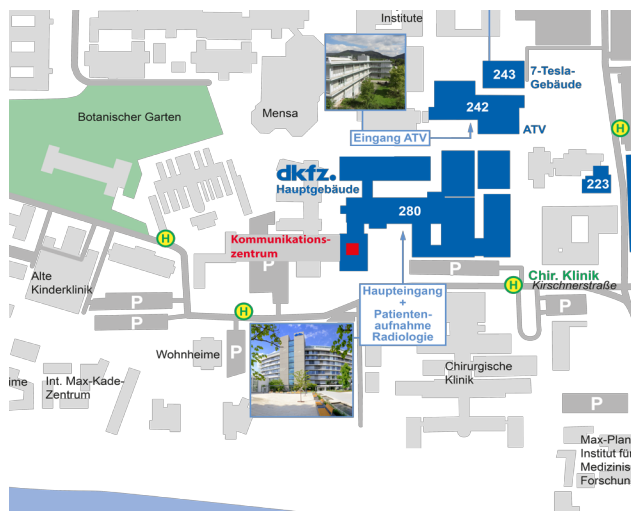 Institute
243
7-Tesla-
Gebäude
242
Botanischer Garten
Mensa
H
ATV
Eingang ATV
dkfz.
Hauptgebäude
223
280
H
Kommunikations-
zentrum
P
Alte
Kinderklinik
Chir. Klinik
Kirschnerstraße
H
P
P
P
H
Haupteingang
+
Patienten-
aufnahme
Radiologie
P
P
Wohnheime
Chirurgische
Klinik
ime
Int. Max-Kade-
Zentrum
P
Max-Plan
Institut für
Medizinis
Forschun